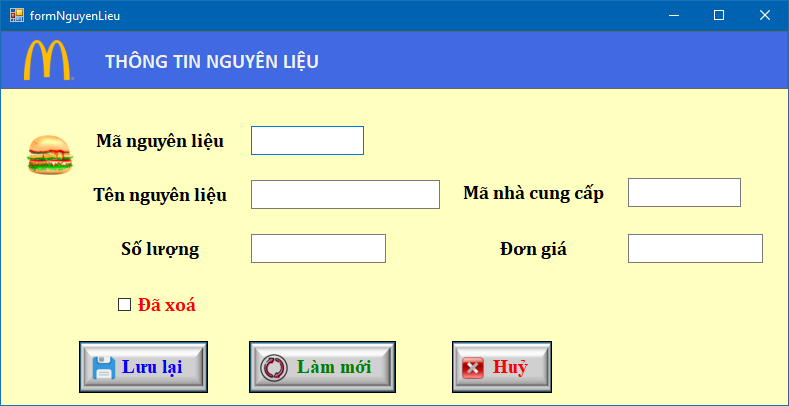 formNguyenLieu
THÔNG TIN NGUYÊN LIỆU
Mã nguyên liệu
Tên nguyên liệu
Mã nhà cung cấp
Số lượng
Đơn giá
Đã xoá
Lưu lại
Làm mới
Huỷ